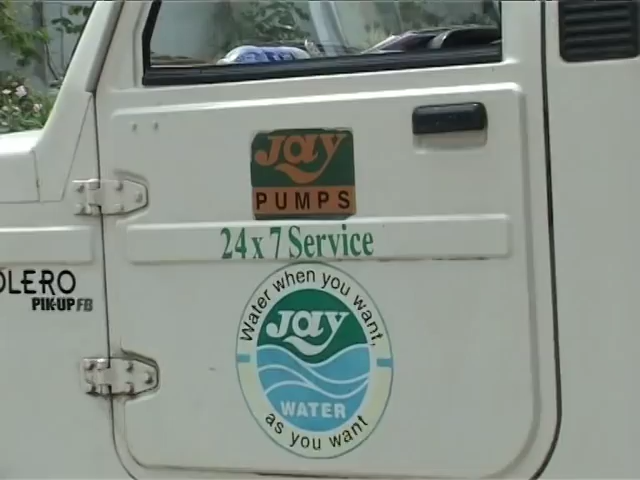 Jay
PUMPS
24 x 7 Service
OLERO
PIK-UP FB
Water when you want,
Jay
WATER
as you want